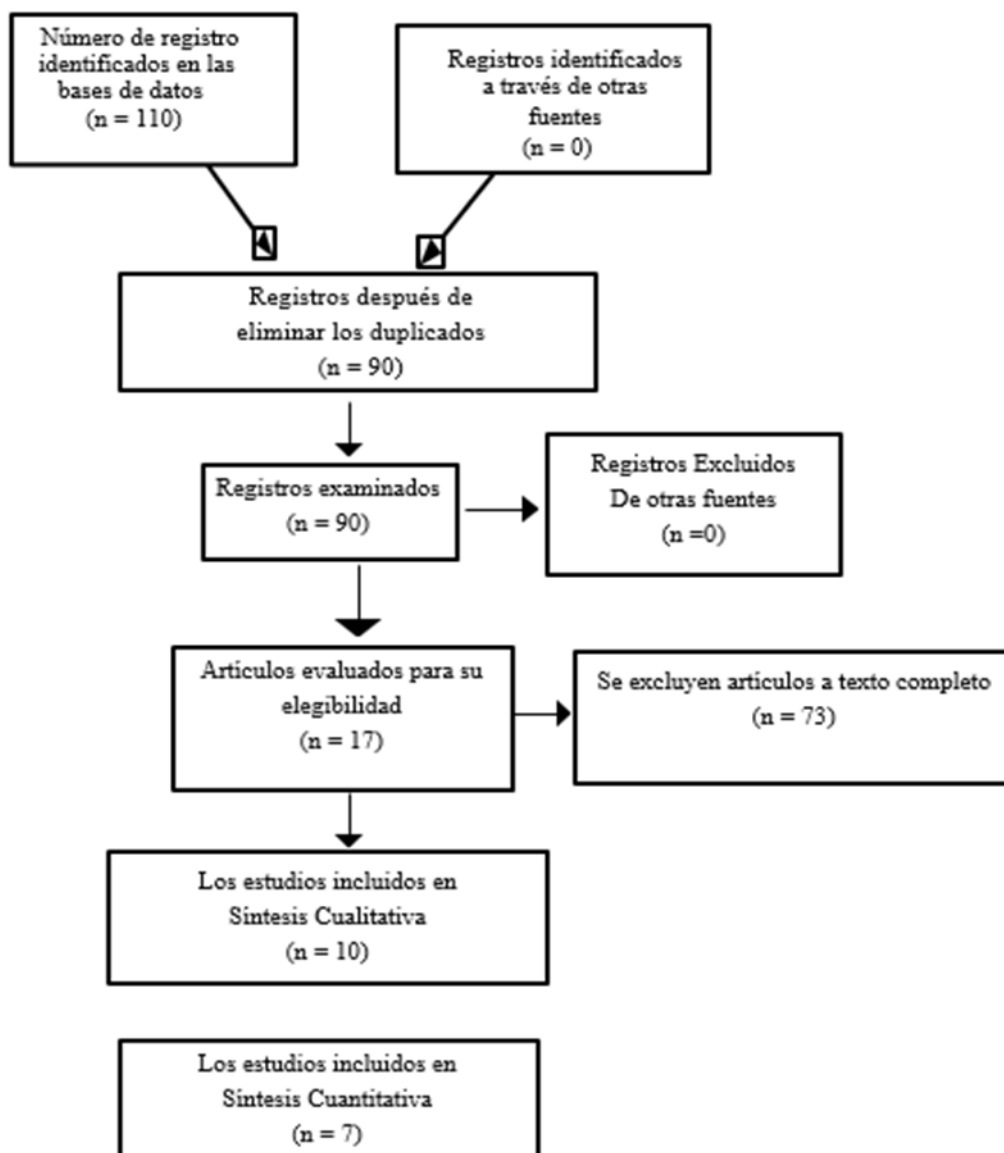 Número de registro
identificados en las
bases de datos
(n = 110)
Registros identificados
a través de otras
fuentes
(n = 0)
Registros después de
eliminar los duplicados
(n = 90)
Registros examinados
(n = 90)
Registros Excluidos
De otras fuentes
(n =0)
Artículos evaluados para su
elegibilidad
(n = 17)
Se excluyen artículos a texto completo
(n = 73)
Los estudios incluidos en
Síntesis Cualitativa
(n = 10)
Los estudios incluidos en
Síntesis Cuantitativa
(n = 7)